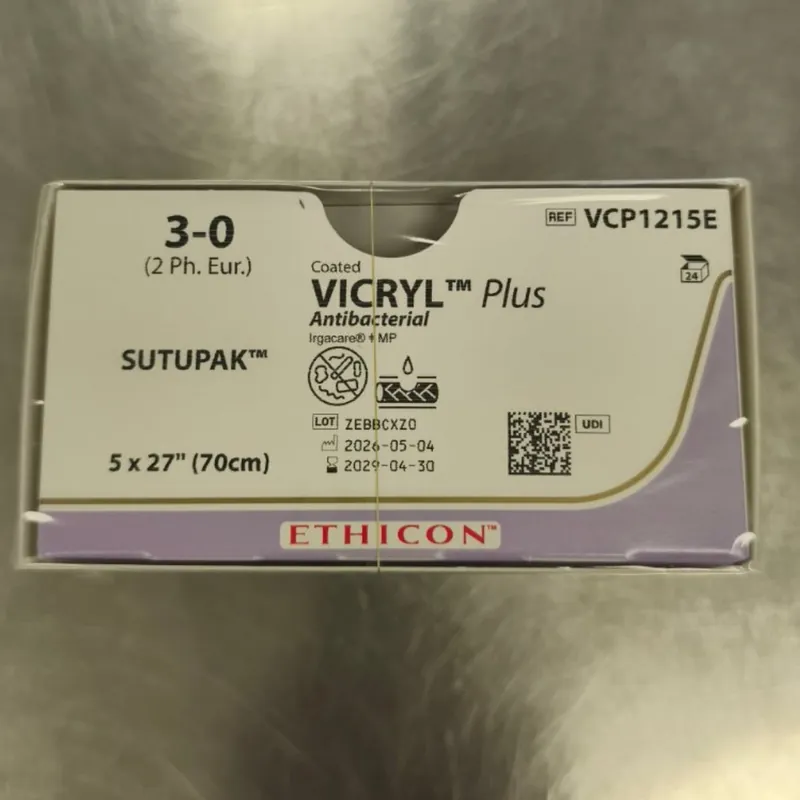 3-0
(2 Ph. Eur.)
SUTUPAK™
5 x 27" (70cm)
Coated
VICRYL™ Plus
Antibacterial
Irgacare® ‡ MP
LOT ZEBBCXZ0
2026-05-04
2029-04-30
REF VCP1215E
24
UDI
ETHICON™